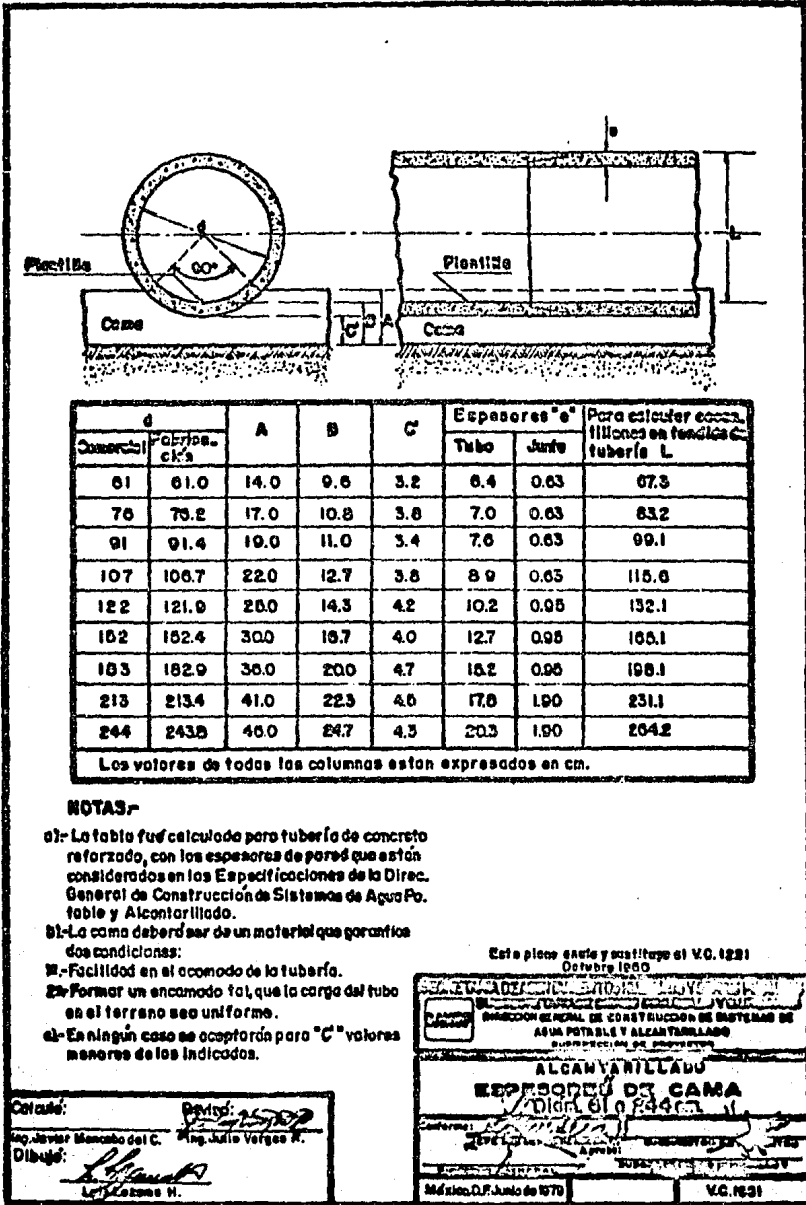 e
d
L
90°
Plantilla
Plantilla
Cama
C' B A
Cama
d
A B C' Espesores "e" Para calcular
Comercial Fabricación Tubo Junta tubería L
61 61.0 14.0 9.6 3.2 6.4 0.63 67.3
76 76.2 17.0 10.8 3.8 7.0 0.63 83.2
91 91.4 19.0 11.0 3.4 7.6 0.63 99.1
107 106.7 22.0 12.7 3.8 8.9 0.63 115.6
122 121.9 25.0 14.3 4.2 10.2 0.95 132.1
152 152.4 30.0 16.7 4.0 12.7 0.95 165.1
183 182.9 36.0 20.0 4.7 15.2 0.95 198.1
213 213.4 41.0 22.3 4.5 17.8 1.90 231.1
244 243.8 46.0 24.7 4.3 20.3 1.90 264.2
Los valores de todas las columnas estan expresados en cm.
NOTAS:-
a):- La tabla fué calculada para tubería de concreto
reforzado, con los espesores de pared que están
considerados en las Especificaciones de la Direc.
General de Construcción de Sistemas de Agua Po.
table y Alcantarillado.
b).-La cama deberá ser de un material que garantice
dos condiciones:
1ª.-Facilidad en el acomodo de la tubería.
2ª-Formar un encamado tal, que la carga del tubo
en el terreno sea uniforme.
c)-En ningún caso se aceptarán para "C'" valores
menores de los indicados.
Este plano anula y sustituye al V.C. 1221
Octubre 1960
DIRECCION GENERAL DE CONSTRUCCION DE SISTEMAS DE
AGUA POTABLE Y ALCANTARILLADO
SUBDIRECCION DE PROYECTOS
ALCANTARILLADO
ESPESORES DE CAMA
Diám. 61 a 244 cm.
Calculó: Revisó:
Ing. Javier Mancebo del C. Ing. Julio Vargas
Dibujó:
Lozano H.
Conforme:
Aprobó:
México, D.F. Junio de 1970 V.C. 1631